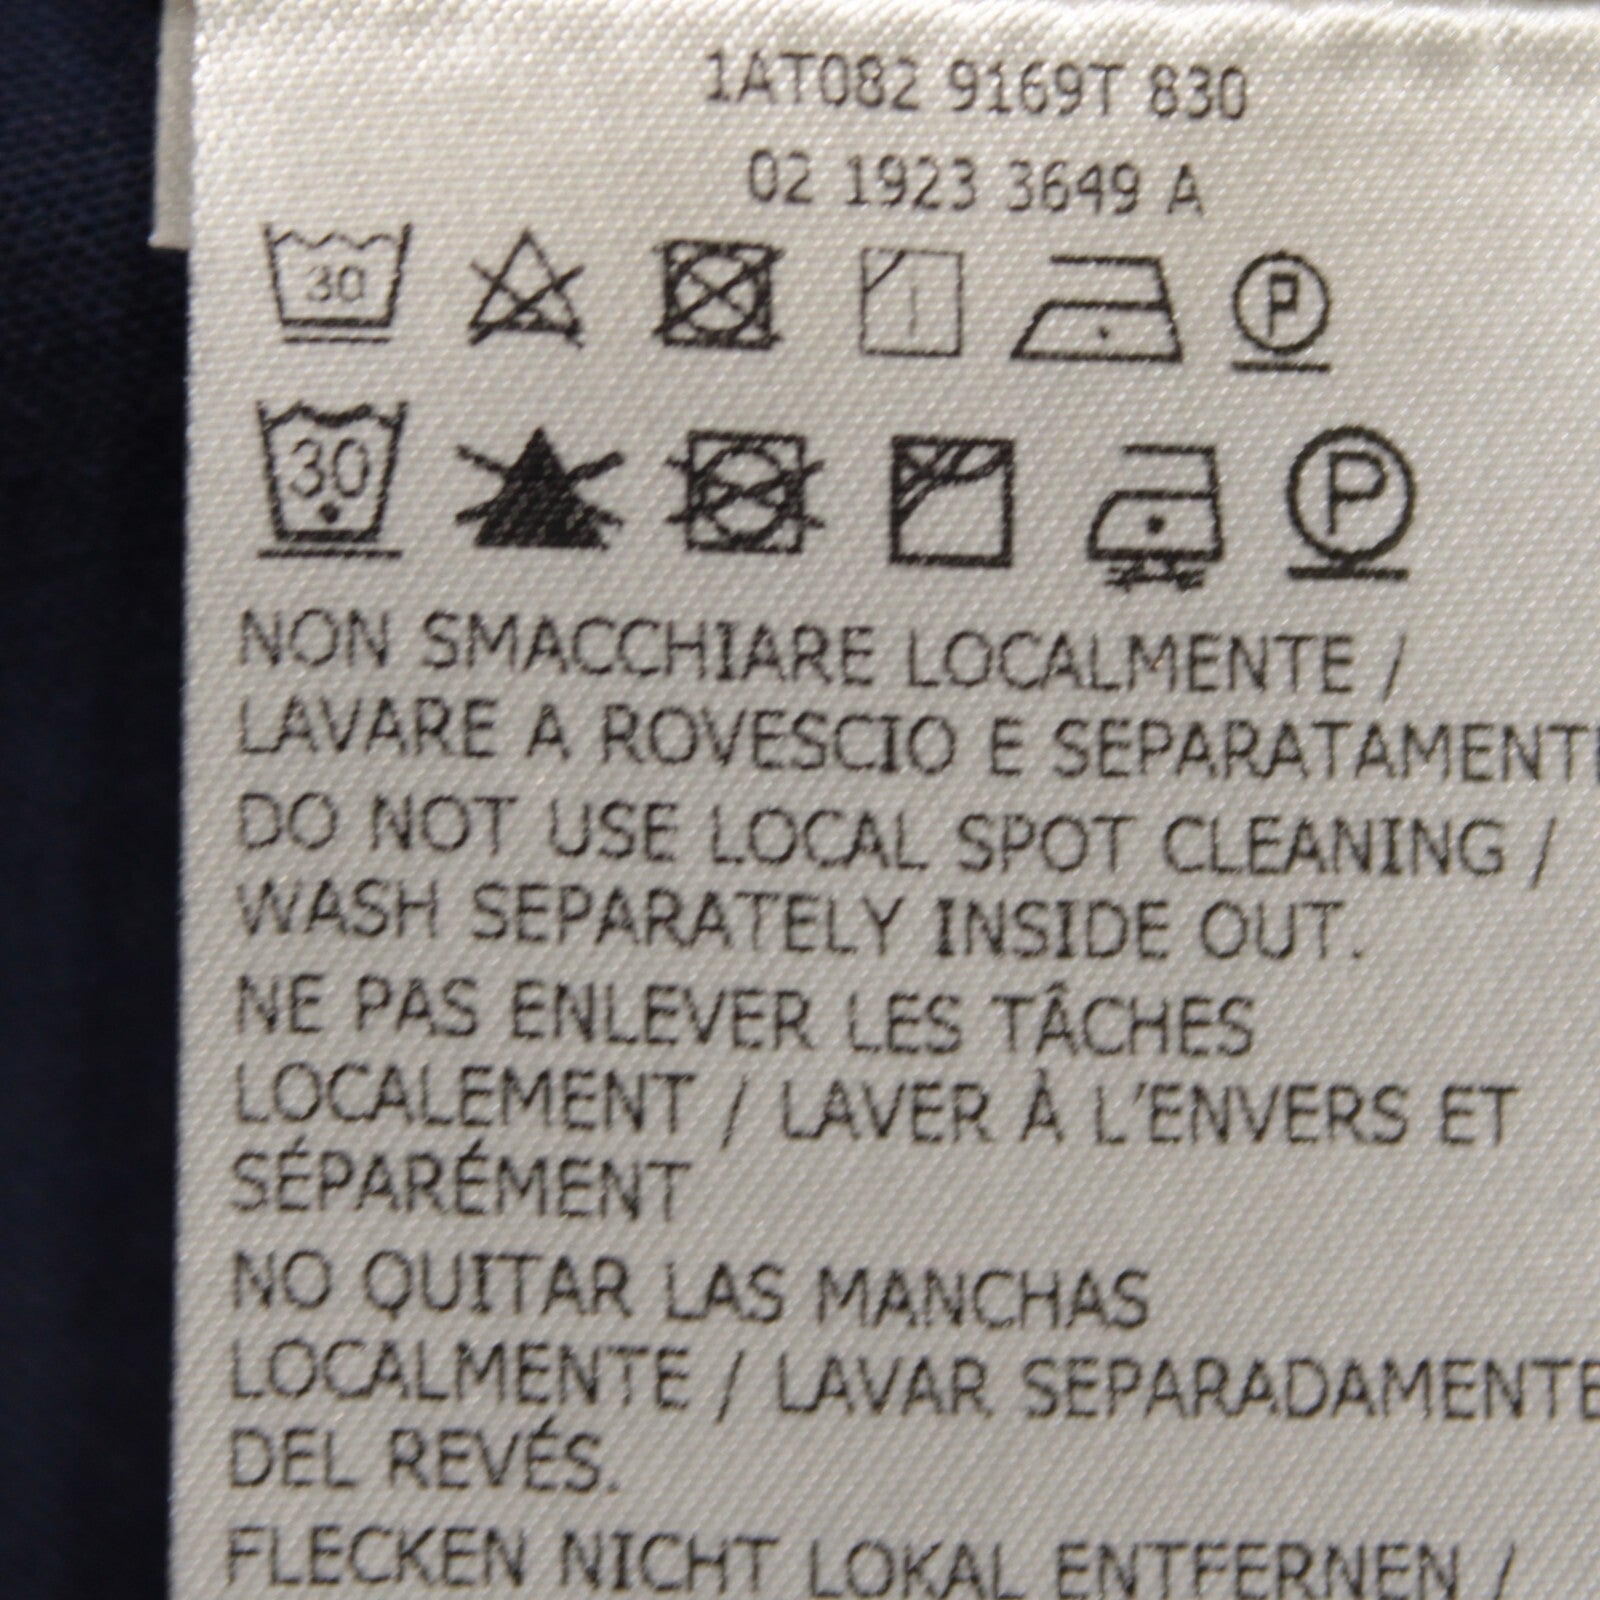 1AT082 9169T 830
02 1923 3649 A
30 P
30 P
NON SMACCHIARE LOCALMENTE /
LAVARE A ROVESCIO E SEPARATAMENTE
DO NOT USE LOCAL SPOT CLEANING /
WASH SEPARATELY INSIDE OUT.
NE PAS ENLEVER LES TÂCHES
LOCALEMENT / LAVER À L'ENVERS ET
SÉPARÉMENT
NO QUITAR LAS MANCHAS
LOCALMENTE / LAVAR SEPARADAMENTE
DEL REVÉS.
FLECKEN NICHT LOKAL ENTFERNEN /